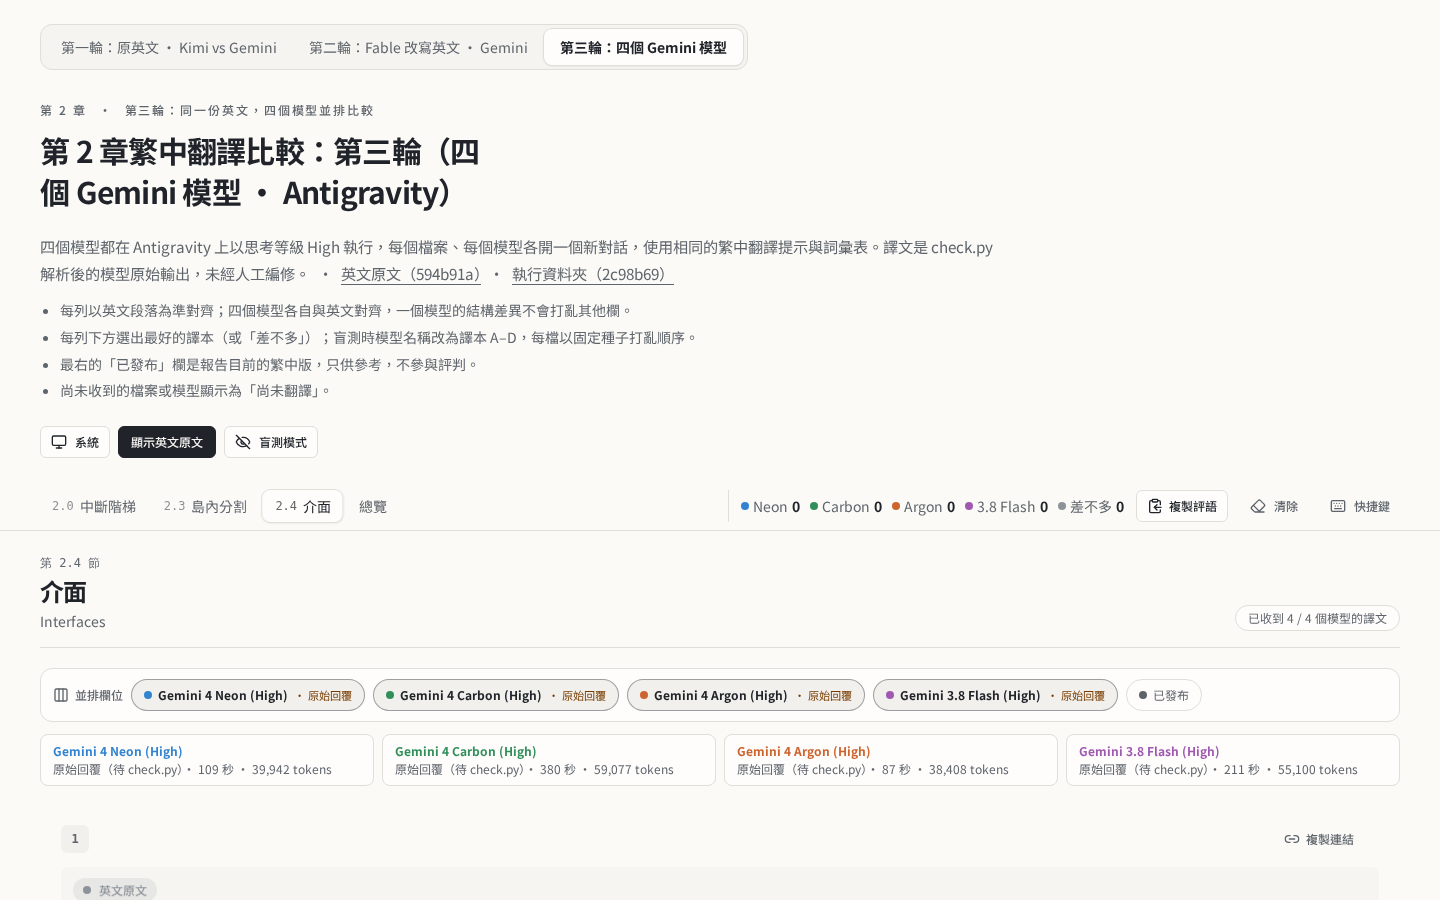 第一輪：原英文 · Kimi vs Gemini
第二輪：Fable 改寫英文 · Gemini
第三輪：四個 Gemini 模型
第 2 章 · 第三輪：同一份英文，四個模型並排比較
第 2 章繁中翻譯比較：第三輪（四
個 Gemini 模型 · Antigravity）
四個模型都在 Antigravity 上以思考等級 High 執行，每個檔案、每個模型各開一個新對話，使用相同的繁中翻譯提示與詞彙表。譯文是 check.py
解析後的模型原始輸出，未經人工編修。 · 英文原文（594b91a） · 執行資料夾（2c98b69）
• 每列以英文段落為準對齊；四個模型各自與英文對齊，一個模型的結構差異不會打亂其他欄。
• 每列下方選出最好的譯本（或「差不多」）；盲測時模型名稱改為譯本 A–D，每檔以固定種子打亂順序。
• 最右的「已發布」欄是報告目前的繁中版，只供參考，不參與評判。
• 尚未收到的檔案或模型顯示為「尚未翻譯」。
系統
顯示英文原文
盲測模式
2.0 中斷階梯
2.3 島內分割
2.4 介面
總覽
Neon 0
Carbon 0
Argon 0
3.8 Flash 0
差不多 0
複製評語
清除
快捷鍵
第 2.4 節
介面
Interfaces
已收到 4 / 4 個模型的譯文
並排欄位
Gemini 4 Neon (High) · 原始回覆
Gemini 4 Carbon (High) · 原始回覆
Gemini 4 Argon (High) · 原始回覆
Gemini 3.8 Flash (High) · 原始回覆
已發布
Gemini 4 Neon (High)
原始回覆（待 check.py）· 109 秒 · 39,942 tokens
Gemini 4 Carbon (High)
原始回覆（待 check.py）· 380 秒 · 59,077 tokens
Gemini 4 Argon (High)
原始回覆（待 check.py）· 87 秒 · 38,408 tokens
Gemini 3.8 Flash (High)
原始回覆（待 check.py）· 211 秒 · 55,100 tokens
1
複製連結
英文原文